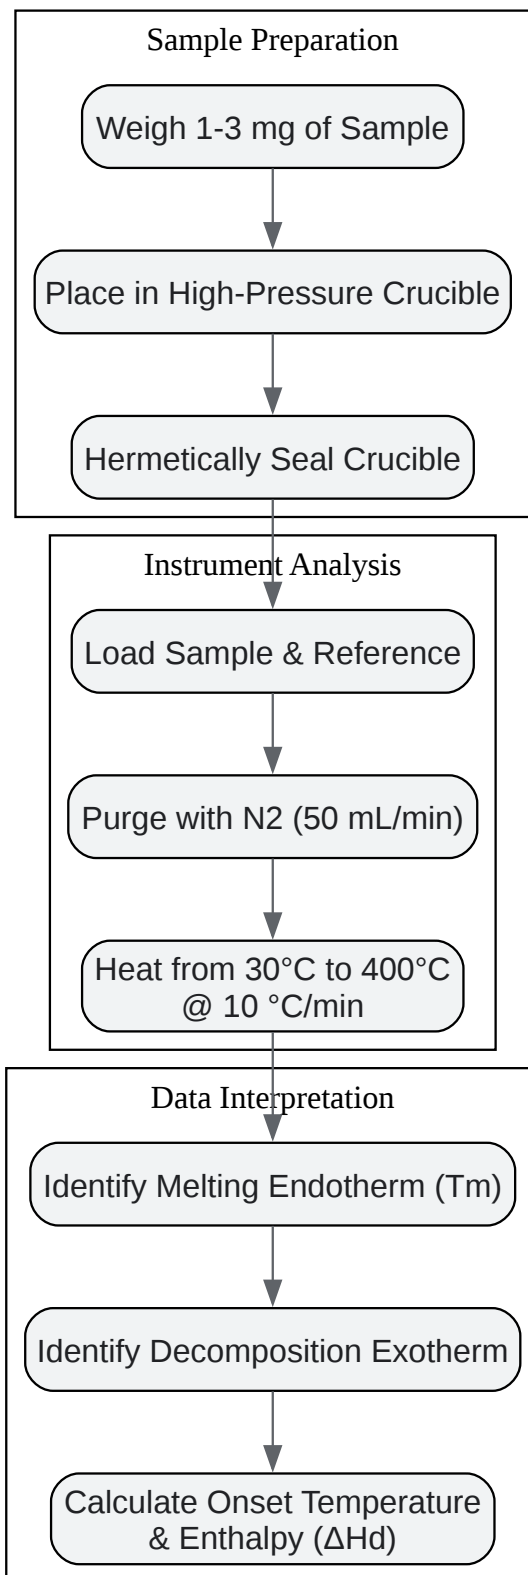 Sample Preparation
Weigh 1-3 mg of Sample
Place in High-Pressure Crucible
Hermetically Seal Crucible
Instrument Analysis
Load Sample & Reference
Purge with N2 (50 mL/min)
Heat from 30°C to 400°C
@ 10 °C/min
Data Interpretation
Identify Melting Endotherm (Tm)
Identify Decomposition Exotherm
Calculate Onset Temperature
& Enthalpy (ΔHd)